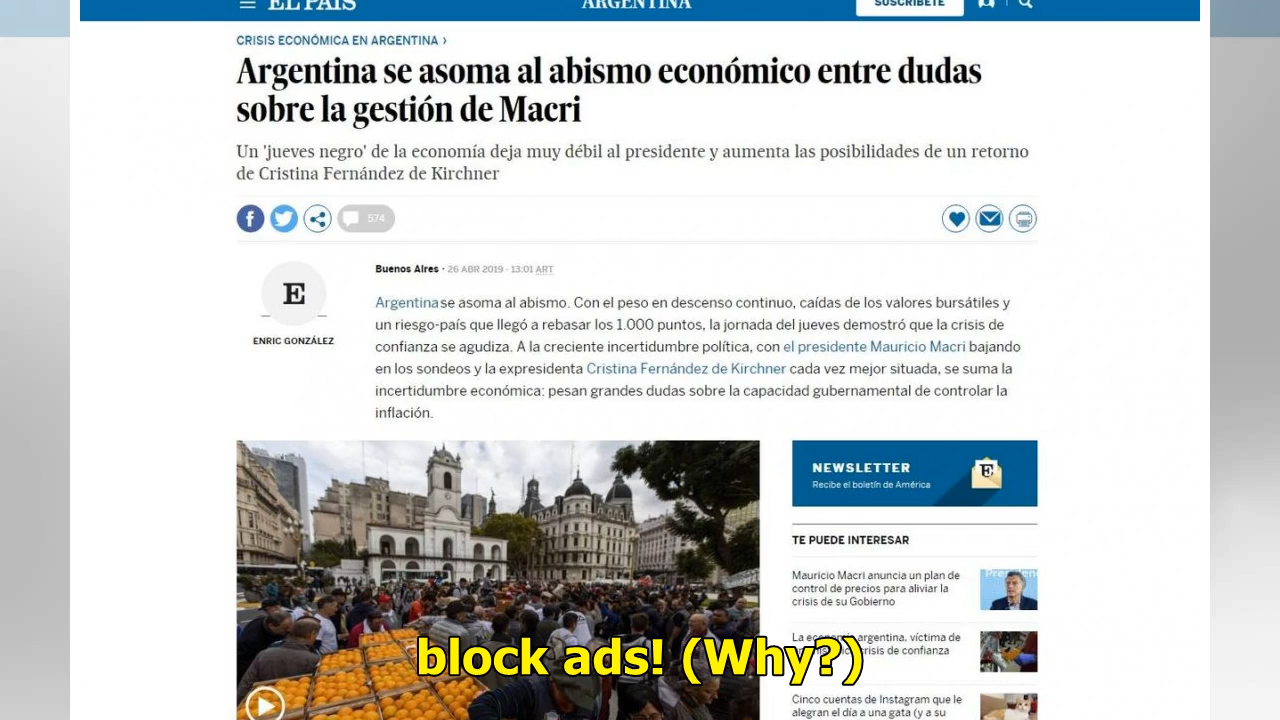 EL PAÍS
ARGENTINA
SUSCRÍBETE
CRISIS ECONÓMICA EN ARGENTINA ›
Argentina se asoma al abismo económico entre dudas
sobre la gestión de Macri
Un 'jueves negro' de la economía deja muy débil al presidente y aumenta las posibilidades de un retorno
de Cristina Fernández de Kirchner
574
E
ENRIC GONZÁLEZ
Buenos Aires · 26 ABR 2019 - 13:01 ART
Argentina se asoma al abismo. Con el peso en descenso continuo, caídas de los valores bursátiles y
un riesgo-país que llegó a rebasar los 1.000 puntos, la jornada del jueves demostró que la crisis de
confianza se agudiza. A la creciente incertidumbre política, con el presidente Mauricio Macri bajando
en los sondeos y la expresidenta Cristina Fernández de Kirchner cada vez mejor situada, se suma la
incertidumbre económica: pesan grandes dudas sobre la capacidad gubernamental de controlar la
inflación.
NEWSLETTER
Recibe el boletín de América
E
TE PUEDE INTERESAR
Mauricio Macri anuncia un plan de
control de precios para aliviar la
crisis de su Gobierno
La economía argentina, víctima de
crisis de confianza
Cinco cuentas de Instagram que le
alegran el día a una gata (y a su
block ads! (Why?)